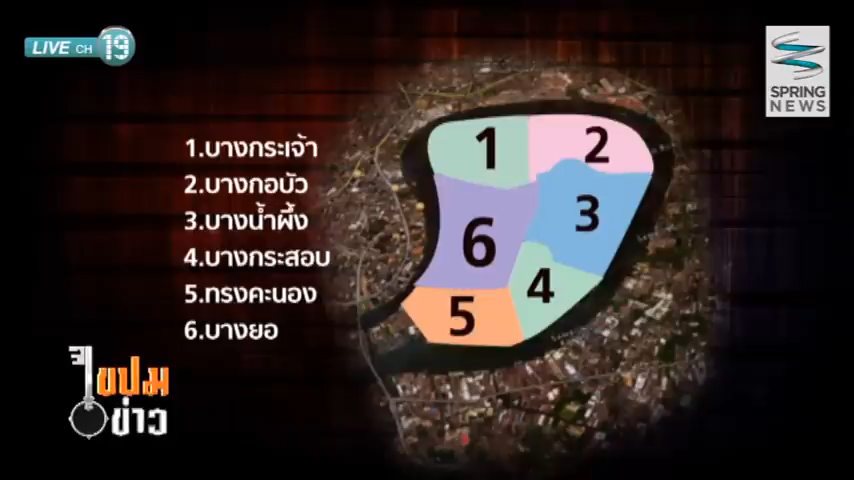 LIVE CH 19
SPRING
NEWS
1.บางกระเจ้า
2.บางกอบัว
3.บางน้ำผึ้ง
4.บางกระสอบ
5.ทรงคะนอง
6.บางยอ
1
2
3
6
4
5
ไขปม
ข่าว